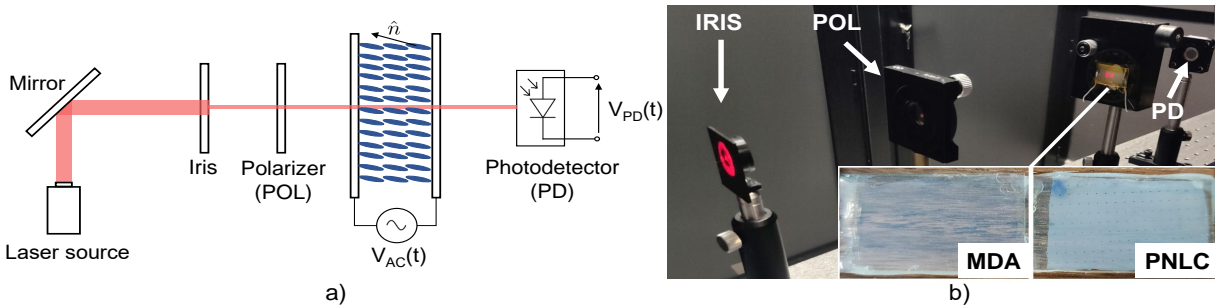 Mirror
Laser source
Iris
Polarizer
(POL)
n̂
V_AC(t)
V_PD(t)
Photodetector
(PD)
a)
IRIS
POL
PD
MDA
PNLC
b)